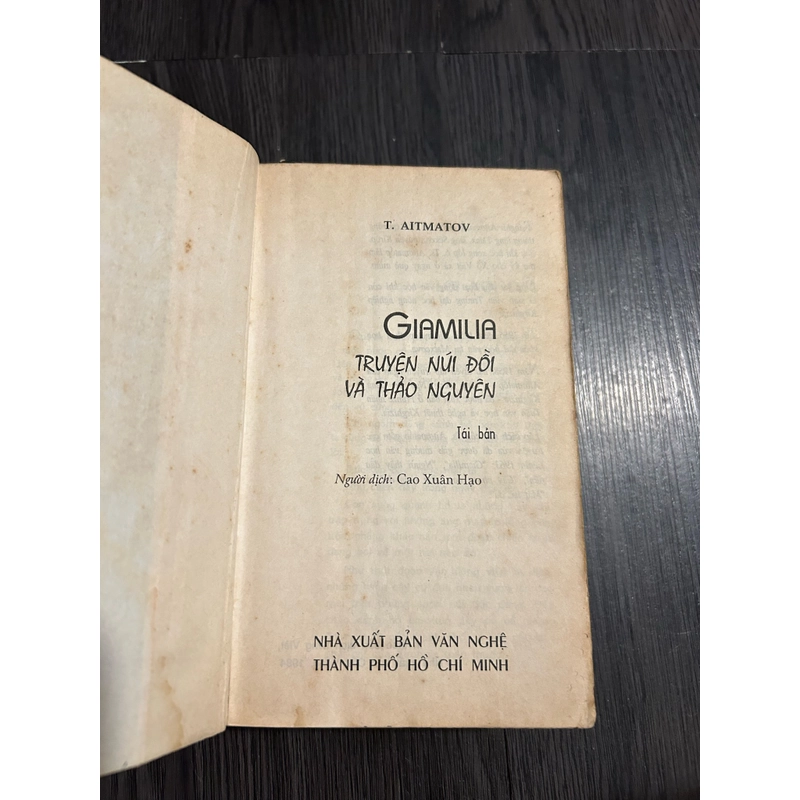 T. AITMATOV
GIAMILIA
TRUYỆN NÚI ĐỒI
VÀ THẢO NGUYÊN
Tái bản
Người dịch: Cao Xuân Hạo
NHÀ XUẤT BẢN VĂN NGHỆ
THÀNH PHỐ HỒ CHÍ MINH